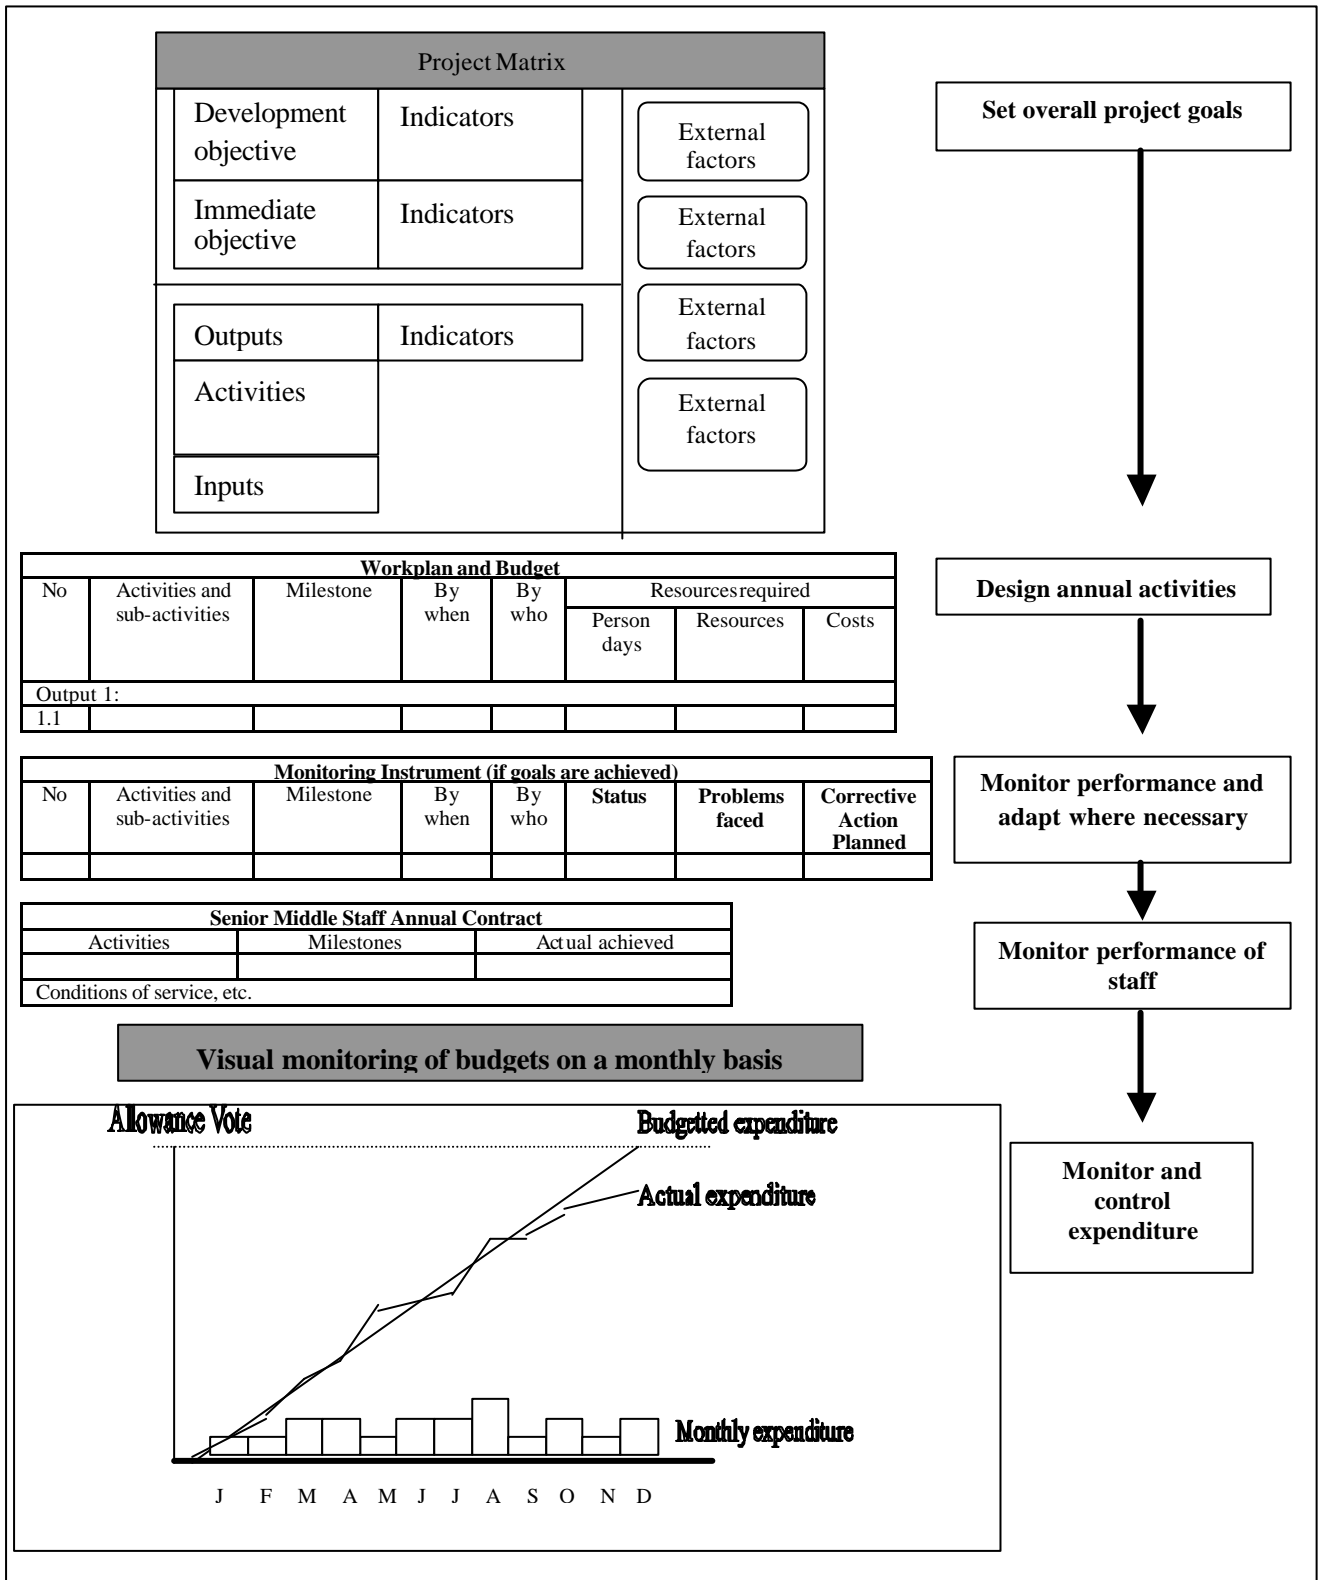 Project Matrix
Development
objective
Indicators
External
factors
Immediate
objective
Indicators
External
factors
Outputs
Indicators
External
factors
Activities
External
factors
Inputs
Set overall project goals
Workplan and Budget
No
Activities and
sub-activities
Milestone
By
when
By
who
Resources required
Person
days
Resources
Costs
Output 1:
1.1
Design annual activities
Monitoring Instrument (if goals are achieved)
No
Activities and
sub-activities
Milestone
By
when
By
who
Status
Problems
faced
Corrective
Action
Planned
Monitor performance and
adapt where necessary
Senior Middle Staff Annual Contract
Activities
Milestones
Actual achieved
Conditions of service, etc.
Monitor performance of
staff
Visual monitoring of budgets on a monthly basis
Allowance Vote
Budgetted expenditure
Actual expenditure
Monthly expenditure
J F M A M J J A S O N D
Monitor and
control
expenditure